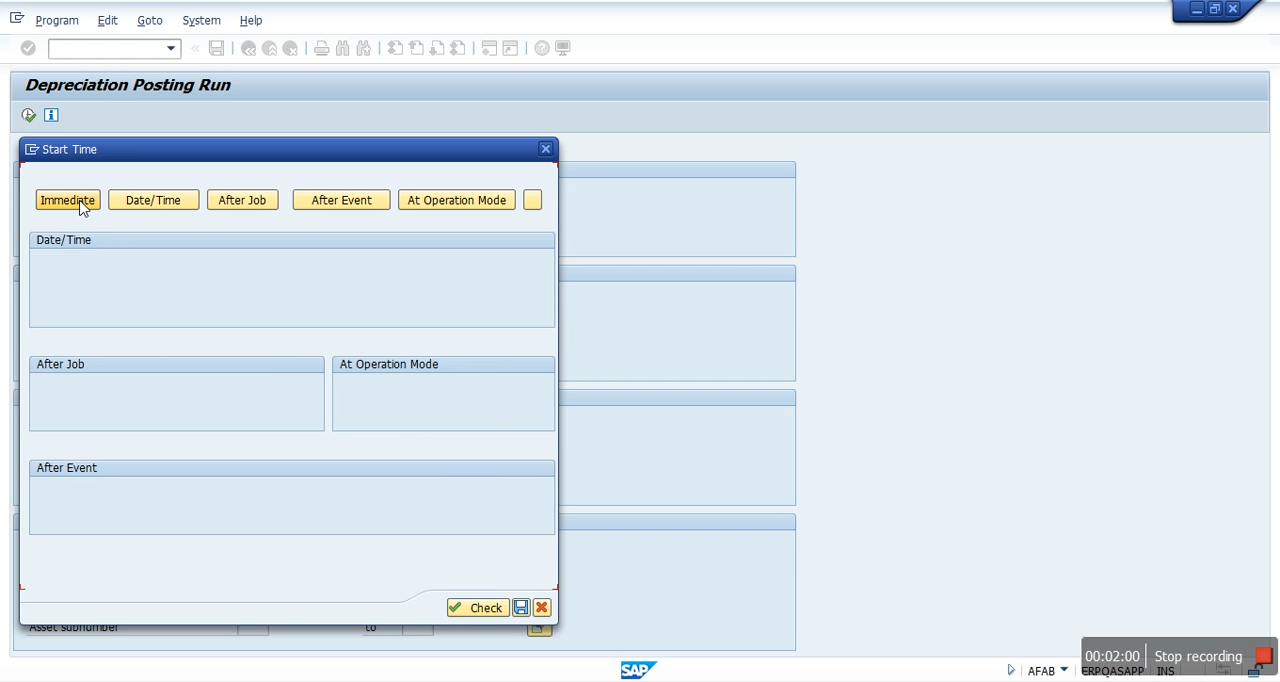 Program Edit Goto System Help
Depreciation Posting Run
Start Time
Immediate Date/Time After Job After Event At Operation Mode
Date/Time
After Job At Operation Mode
After Event
Check
Asset subnumber to
00:02:00 Stop recording
SAP AFAB ERPQASAPP INS